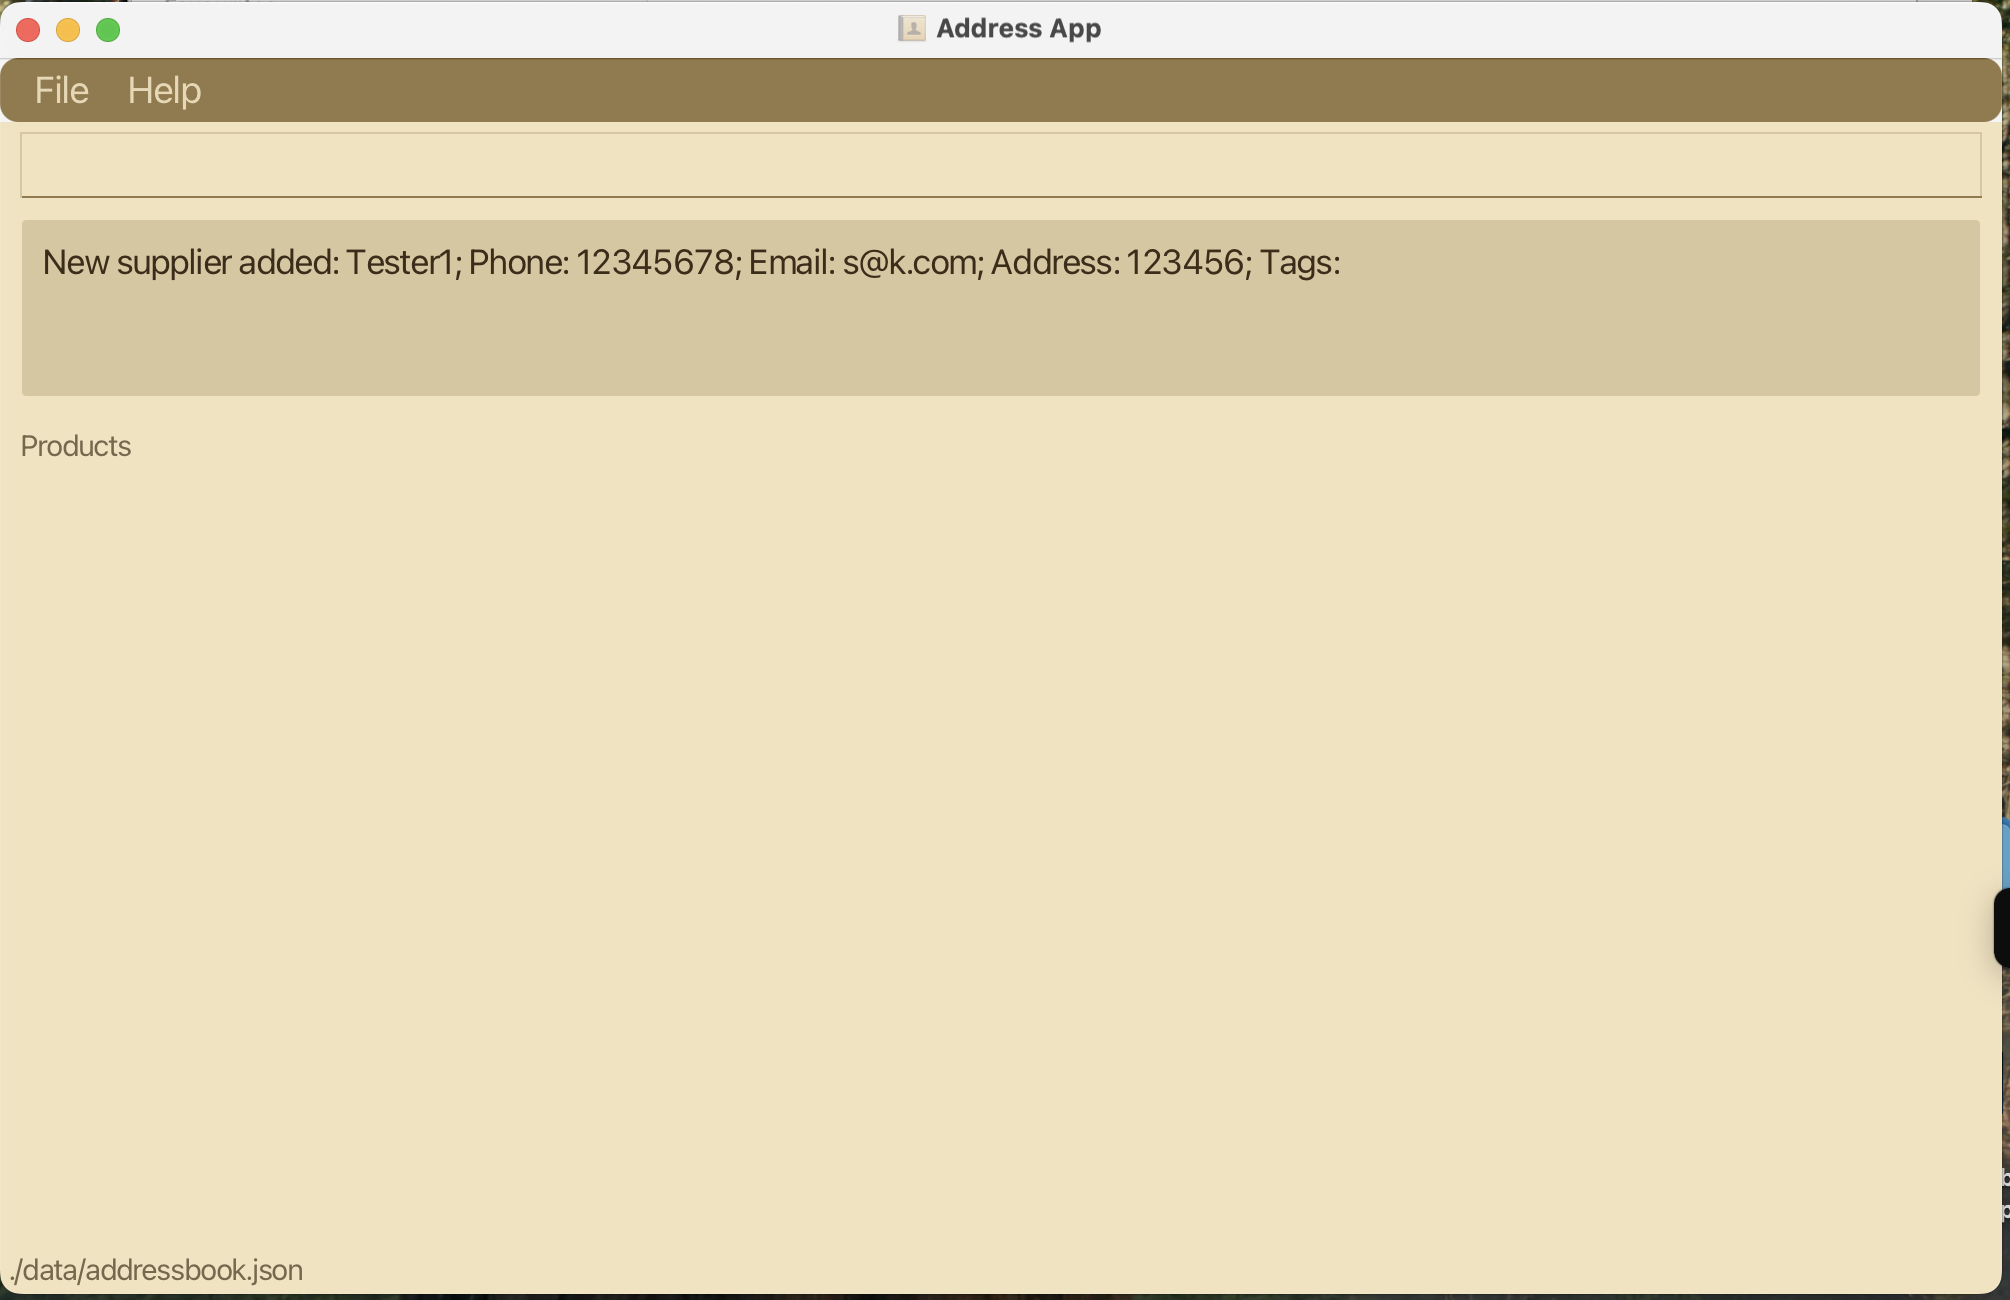 Address App
File Help
New supplier added: Tester1; Phone: 12345678; Email: s@k.com; Address: 123456; Tags:
Products
./data/addressbook.json